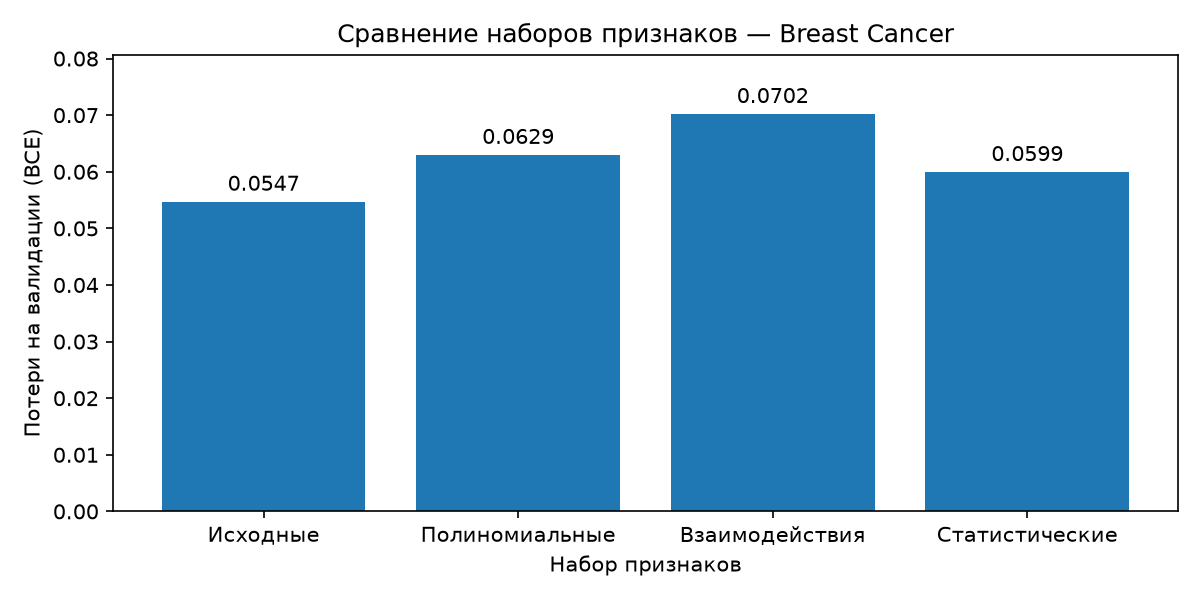 Сравнение наборов признаков — Breast Cancer
Потери на валидации (BCE)
0.08
0.07
0.06
0.05
0.04
0.03
0.02
0.01
0.00
0.0547
0.0629
0.0702
0.0599
Исходные
Полиномиальные
Взаимодействия
Статистические
Набор признаков